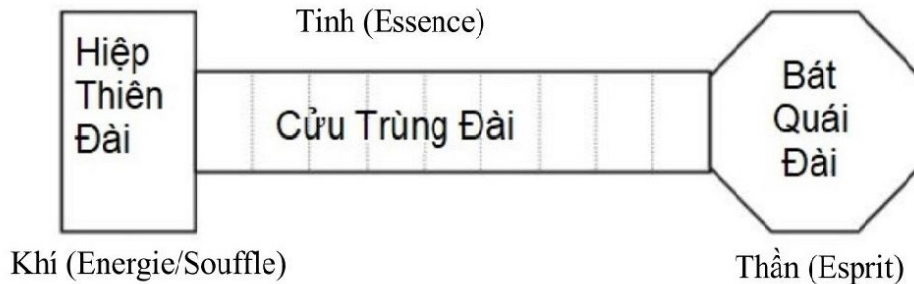 Tinh (Essence)
Hiệp
Thiên
Đài
Cửu Trùng Đài
Bát
Quái
Đài
Khí (Energie/Souffle)
Thần (Esprit)